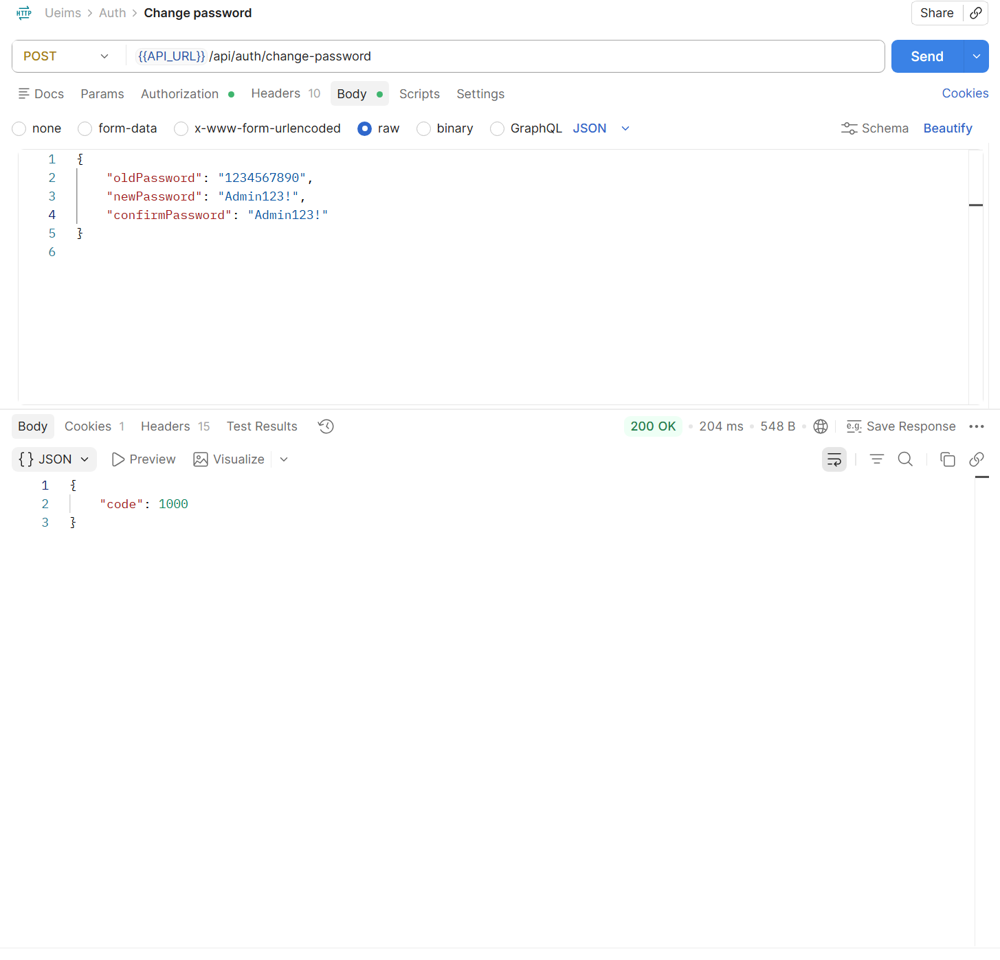 HTTP Ueims > Auth > Change password Share
POST {{API_URL}} /api/auth/change-password Send
Docs Params Authorization Headers 10 Body Scripts Settings Cookies
none form-data x-www-form-urlencoded raw binary GraphQL JSON Schema Beautify
1 {
2 "oldPassword": "1234567890",
3 "newPassword": "Admin123!",
4 "confirmPassword": "Admin123!"
5 }
6
Body Cookies 1 Headers 15 Test Results 200 OK • 204 ms • 548 B • e.g. Save Response
{ } JSON Preview Visualize
1 {
2 "code": 1000
3 }